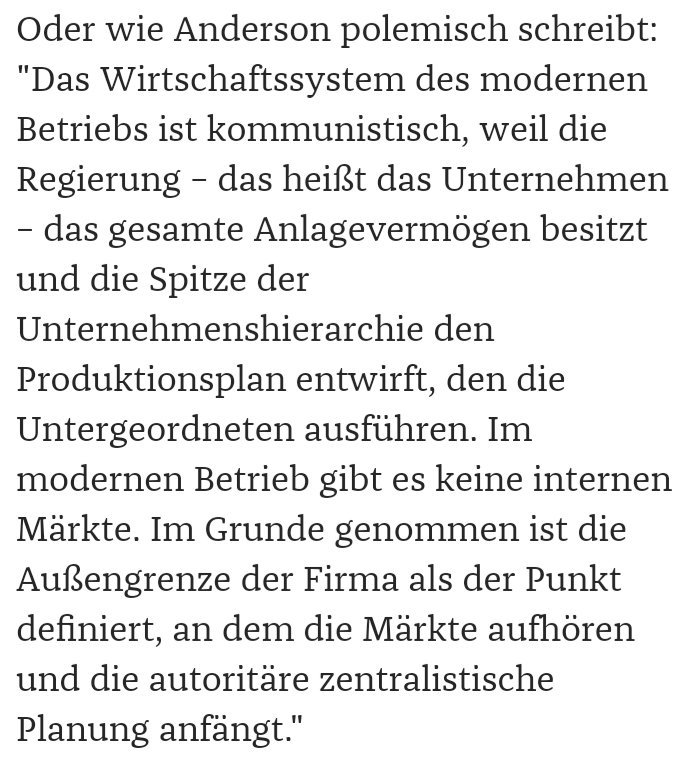 Oder wie Anderson polemisch schreibt:
"Das Wirtschaftssystem des modernen
Betriebs ist kommunistisch, weil die
Regierung – das heißt das Unternehmen
– das gesamte Anlagevermögen besitzt
und die Spitze der
Unternehmenshierarchie den
Produktionsplan entwirft, den die
Untergeordneten ausführen. Im
modernen Betrieb gibt es keine internen
Märkte. Im Grunde genommen ist die
Außengrenze der Firma als der Punkt
definiert, an dem die Märkte aufhören
und die autoritäre zentralistische
Planung anfängt."